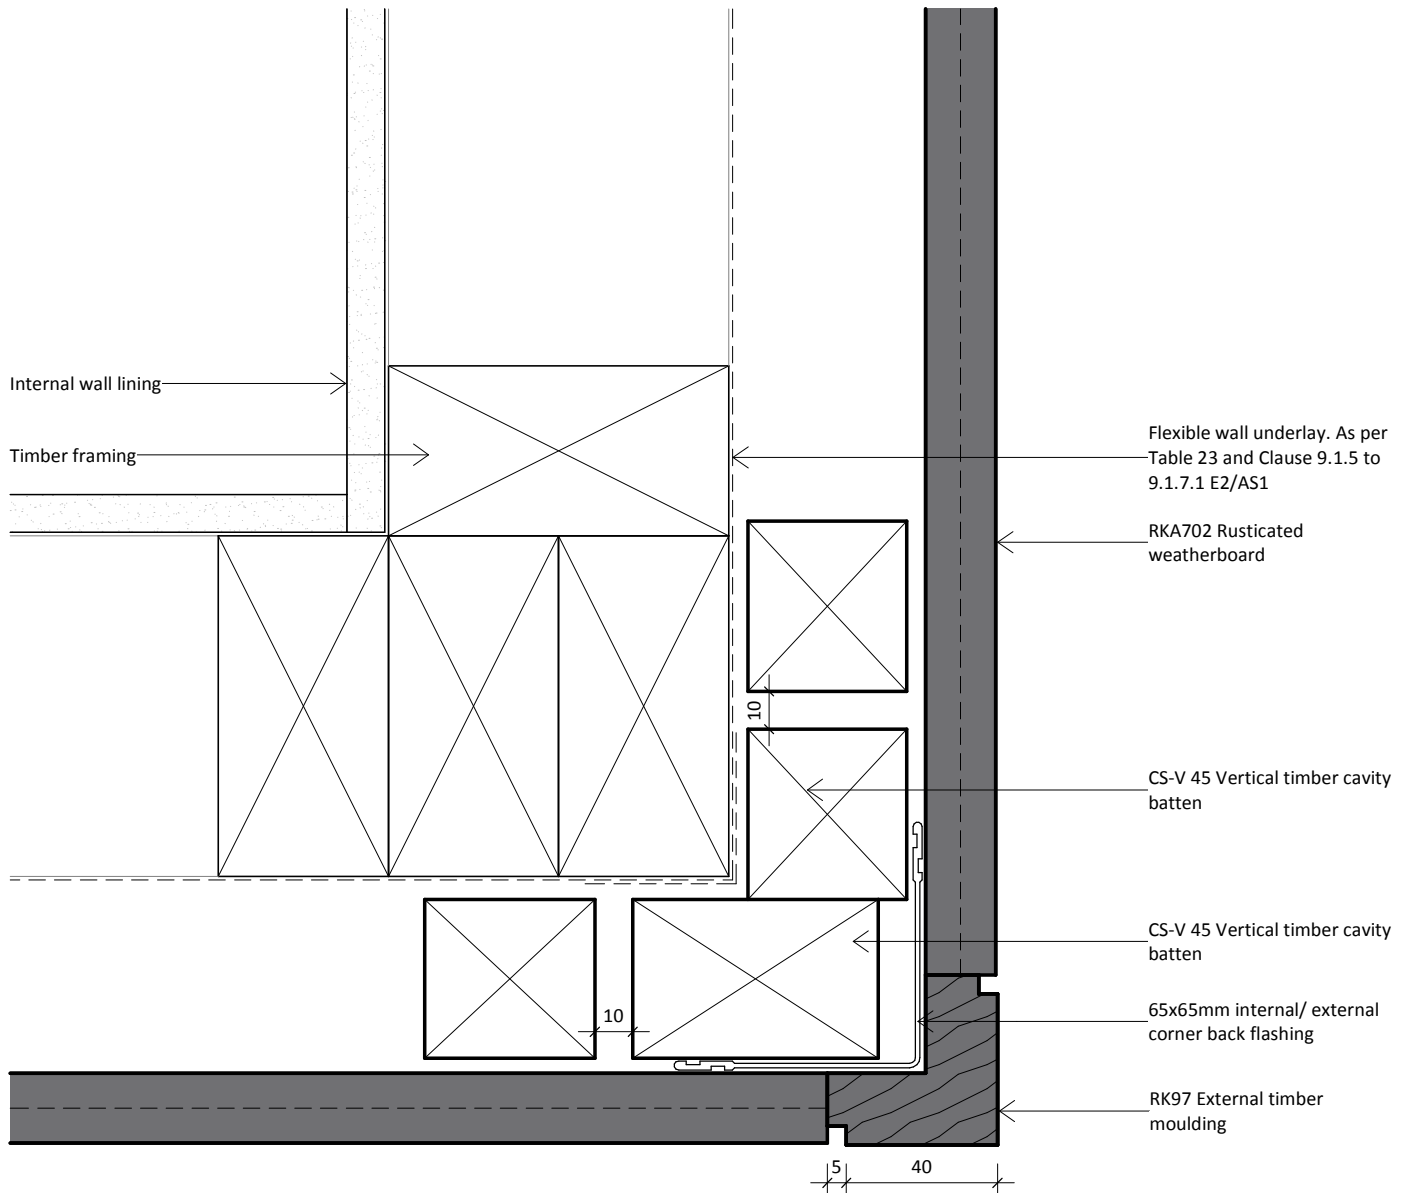 Internal wall lining
Timber framing
Flexible wall underlay. As per
Table 23 and Clause 9.1.5 to
9.1.7.1 E2/AS1
RKA702 Rusticated
weatherboard
10
CS-V 45 Vertical timber cavity
batten
CS-V 45 Vertical timber cavity
batten
10
65x65mm internal/ external
corner back flashing
RK97 External timber
moulding
5
40